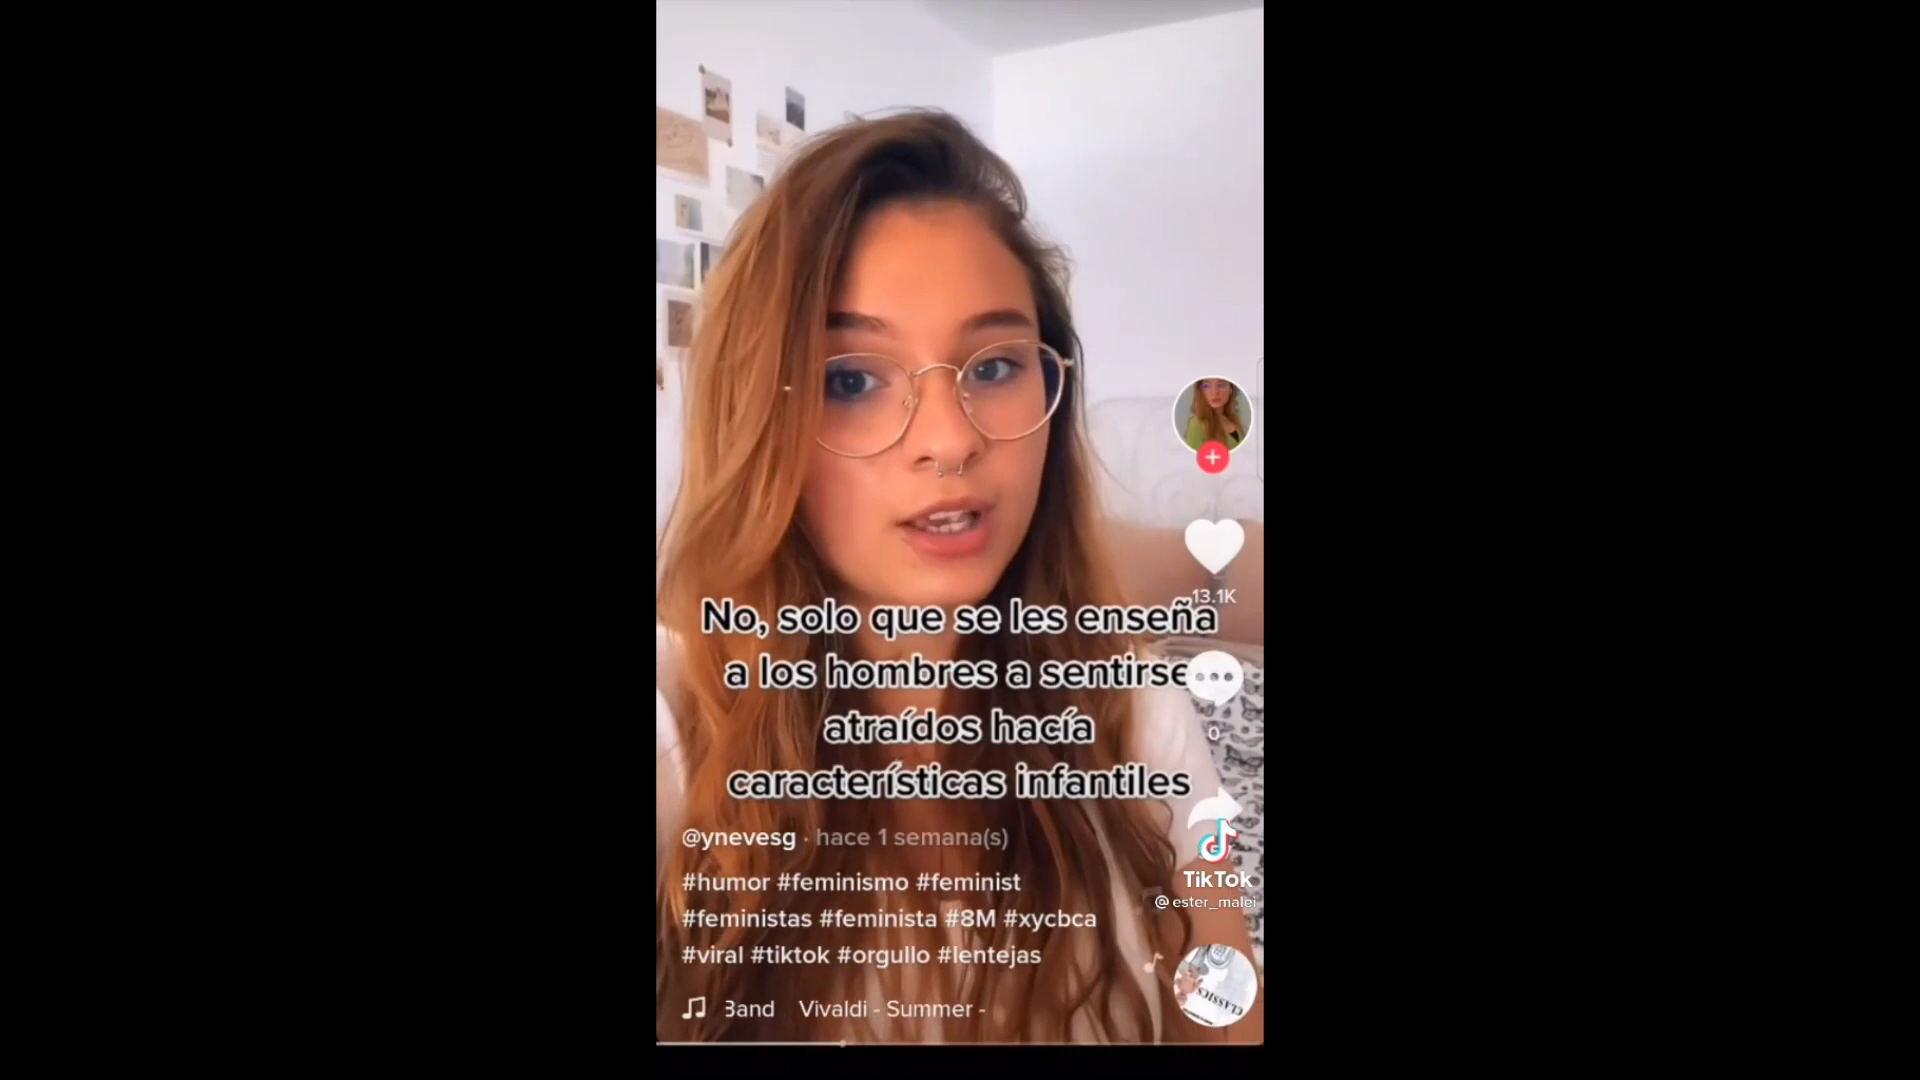 No, solo que se les enseña
a los hombres a sentirse
atraídos hacía
características infantiles
13.1K
0
@ynevesg · hace 1 semana(s)
#humor #feminismo #feminist
#feministas #feminista #8M #xycbca
#viral #tiktok #orgullo #lentejas
Band Vivaldi - Summer -
TikTok
@ester_malei
CLASSICS